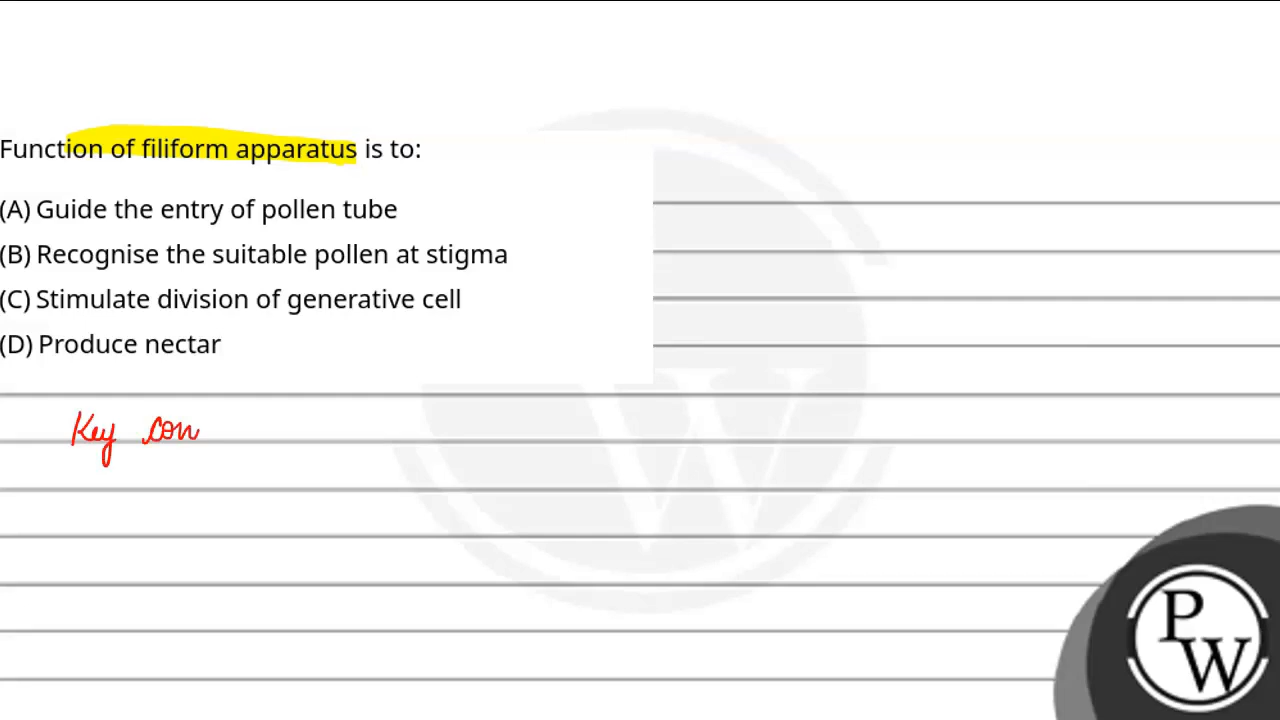 Function of filiform apparatus is to:
(A) Guide the entry of pollen tube
(B) Recognise the suitable pollen at stigma
(C) Stimulate division of generative cell
(D) Produce nectar
Key con
P
W